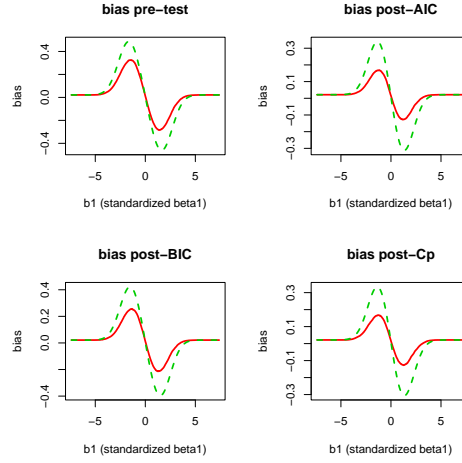 bias pre-test
bias
0.4
0.0
-0.4
-5
0
5
b1 (standardized beta1)
bias post-AIC
bias
0.3
0.1
-0.1
-0.3
-5
0
5
b1 (standardized beta1)
bias post-BIC
bias
0.4
0.2
0.0
-0.4
-5
0
5
b1 (standardized beta1)
bias post-Cp
bias
0.3
0.1
-0.1
-0.3
-5
0
5
b1 (standardized beta1)